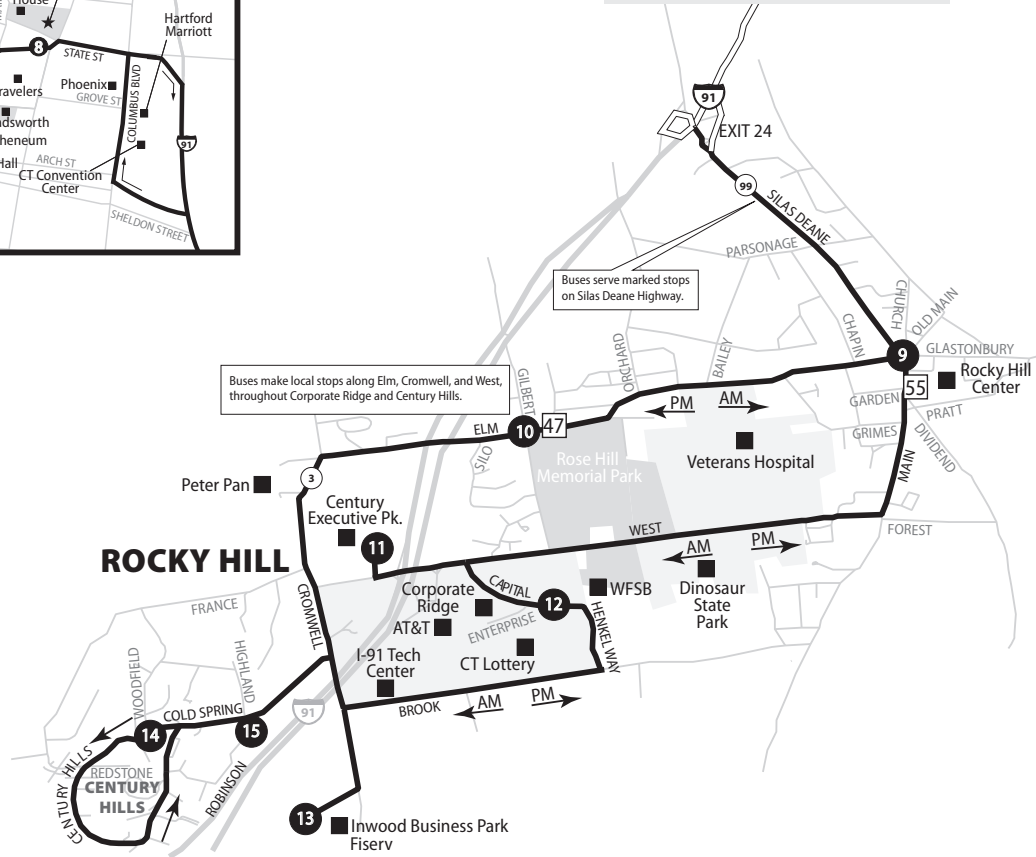 House
8
STATE ST
Hartford
Marriott
COLUMBUS BLVD
Phoenix
GROVE ST
ravelers
dsworth
heneum
Hall
ARCH ST
CT Convention
Center
91
SHELDON STREET
91
EXIT 24
99
SILAS DEANE
PARSONAGE
Buses serve marked stops
on Silas Deane Highway.
CHURCH
OLD MAIN
CHAPIN
BAILEY
ORCHARD
GILBERT
9
GLASTONBURY
55
Rocky Hill
Center
GARDEN
PRATT
GRIMES
DIVIDEND
MAIN
FOREST
Buses make local stops along Elm, Cromwell, and West,
throughout Corporate Ridge and Century Hills.
PM
AM
ELM
10
47
SILO
Rose Hill
Memorial Park
Veterans Hospital
3
Peter Pan
Century
Executive Pk.
11
WEST
AM
PM
ROCKY HILL
CROMWELL
Corporate
Ridge
CAPITAL
12
WFSB
HENKEL WAY
Dinosaur
State
Park
AT&T
ENTERPRISE
I-91 Tech
Center
CT Lottery
FRANCE
WOODFIELD
HIGHLAND
COLD SPRING
91
BROOK
AM
PM
14
15
CENTURY HILLS
REDSTONE
CENTURY
HILLS
ROBINSON
13
Inwood Business Park
Fiserv